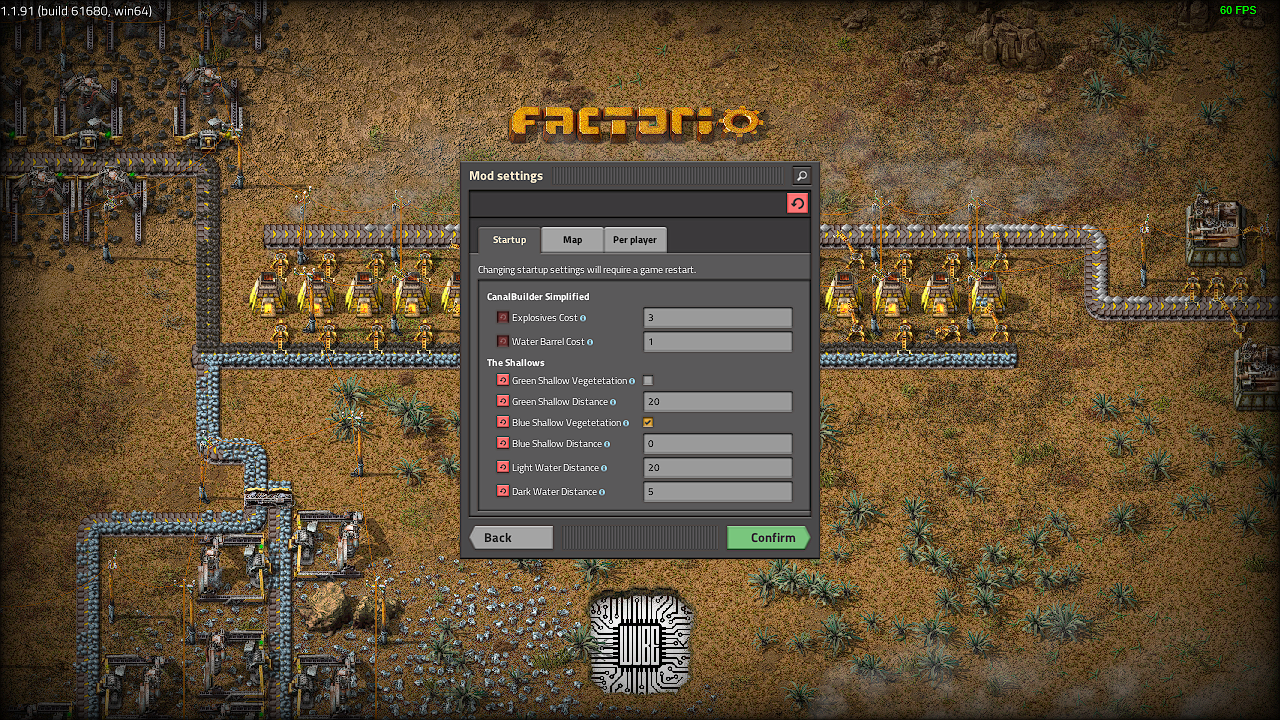 1.1.91 (build 61680, win64)
60 FPS
FACTORIO
Mod settings
Startup
Map
Per player
Changing startup settings will require a game restart.
CanalBuilder Simplified
Explosives Cost
3
Water Barrel Cost
1
The Shallows
Green Shallow Vegetetation
Green Shallow Distance
20
Blue Shallow Vegetetation
Blue Shallow Distance
0
Light Water Distance
20
Dark Water Distance
5
Back
Confirm